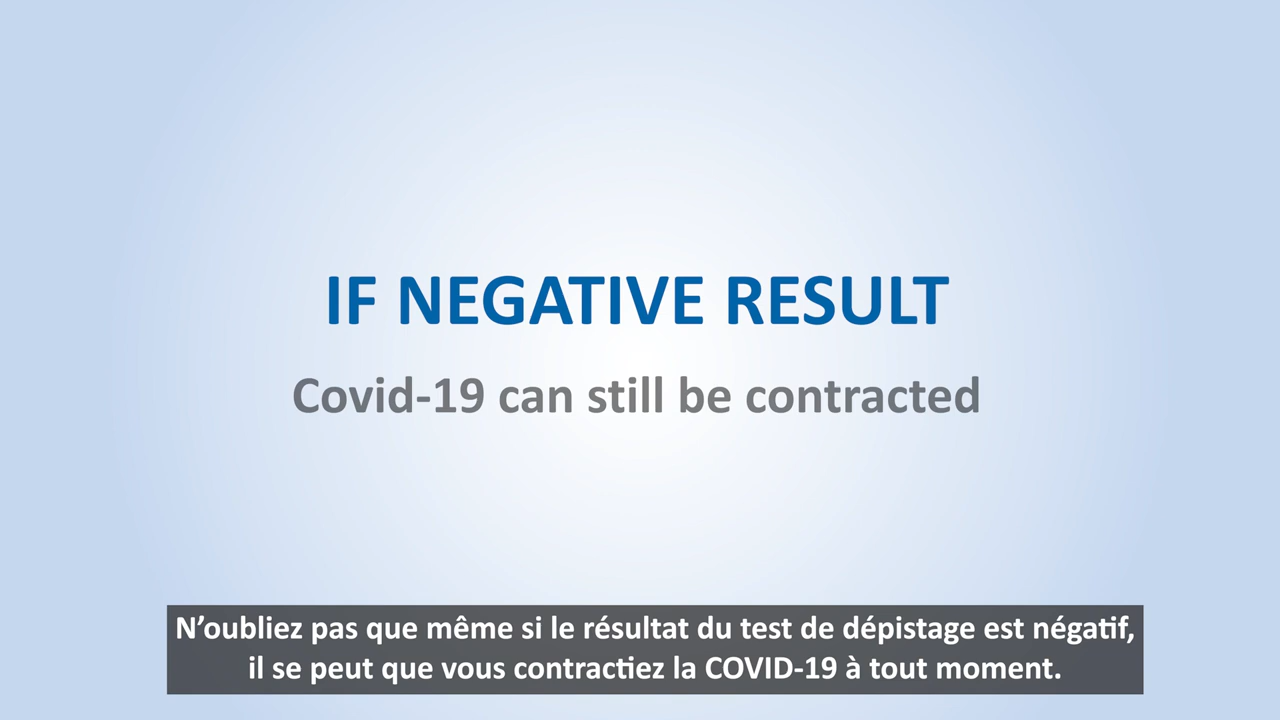 IF NEGATIVE RESULT
Covid-19 can still be contracted
N’oubliez pas que même si le résultat du test de dépistage est négatif,
il se peut que vous contractiez la COVID-19 à tout moment.